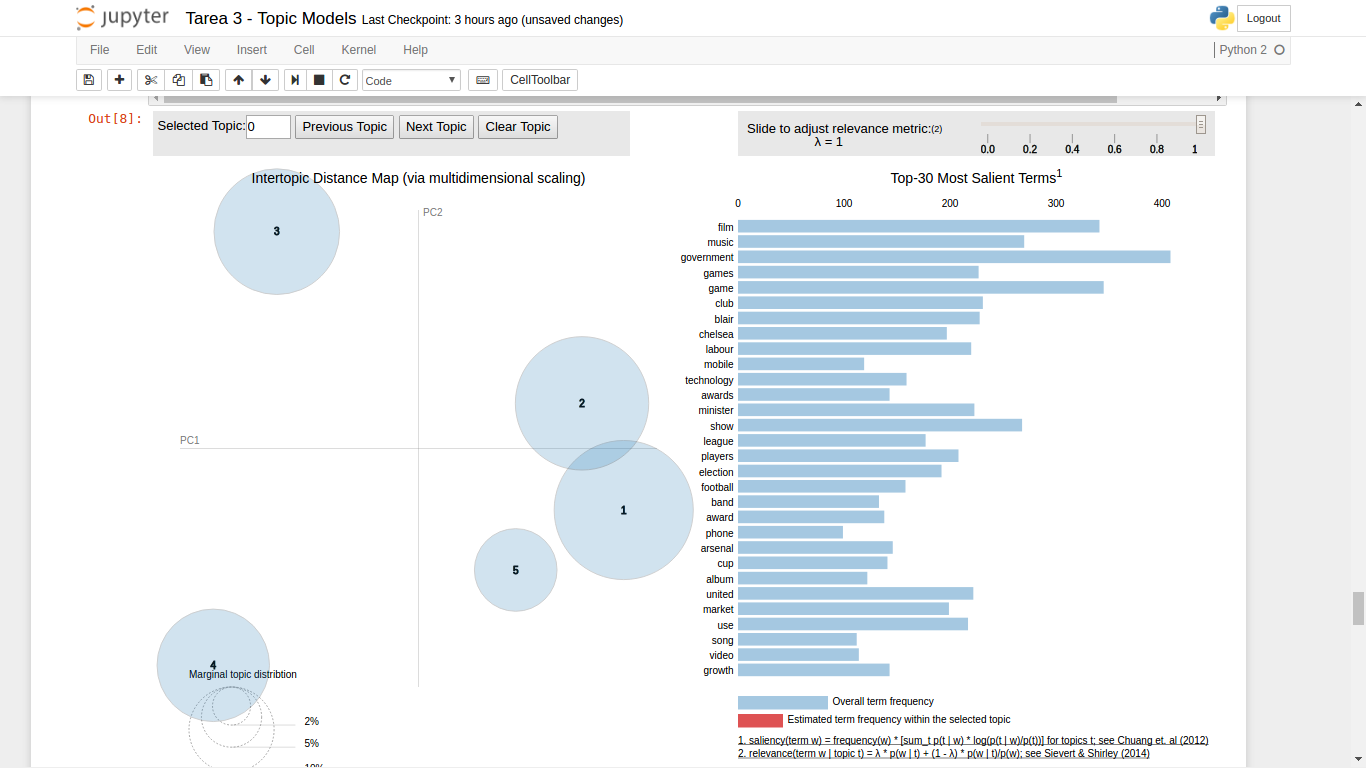 jupyter Tarea 3 - Topic Models Last Checkpoint: 3 hours ago (unsaved changes)
Logout
File Edit View Insert Cell Kernel Help
Python 2
Code CellToolbar
Out[8]:
Selected Topic: 0 Previous Topic Next Topic Clear Topic
Slide to adjust relevance metric:(2)
λ = 1
0.0 0.2 0.4 0.6 0.8 1
Intertopic Distance Map (via multidimensional scaling)
PC2
PC1
3
2
1
5
4
Marginal topic distribtion
2%
5%
Top-30 Most Salient Terms1
0 100 200 300 400
film
music
government
games
game
club
blair
chelsea
labour
mobile
technology
awards
minister
show
league
players
election
football
band
award
phone
arsenal
cup
album
united
market
use
song
video
growth
Overall term frequency
Estimated term frequency within the selected topic
1. saliency(term w) = frequency(w) * [sum_t p(t | w) * log(p(t | w)/p(t))] for topics t; see Chuang et. al (2012)
2. relevance(term w | topic t) = λ * p(w | t) + (1 - λ) * p(w | t)/p(w); see Sievert & Shirley (2014)